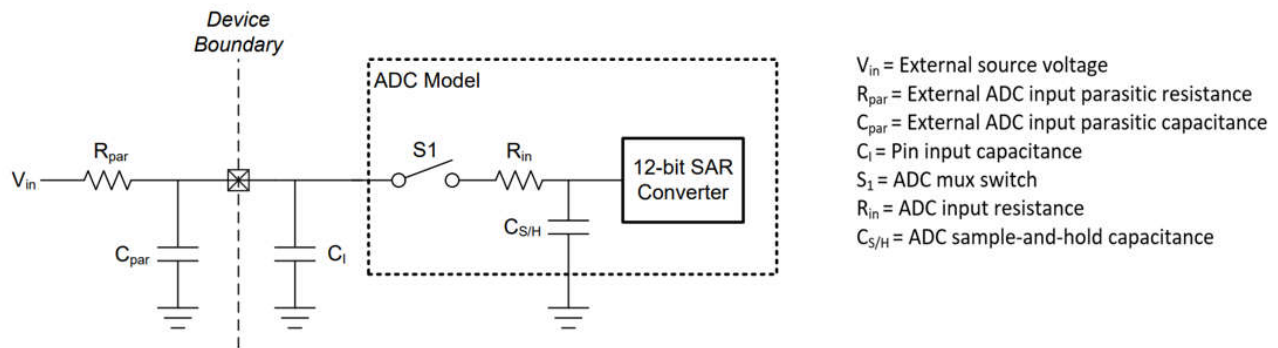 Device
Boundary
ADC Model
S1
R_in
R_par
V_in
12-bit SAR
Converter
C_S/H
C_par
C_I
V_in = External source voltage
R_par = External ADC input parasitic resistance
C_par = External ADC input parasitic capacitance
C_I = Pin input capacitance
S_1 = ADC mux switch
R_in = ADC input resistance
C_S/H = ADC sample-and-hold capacitance